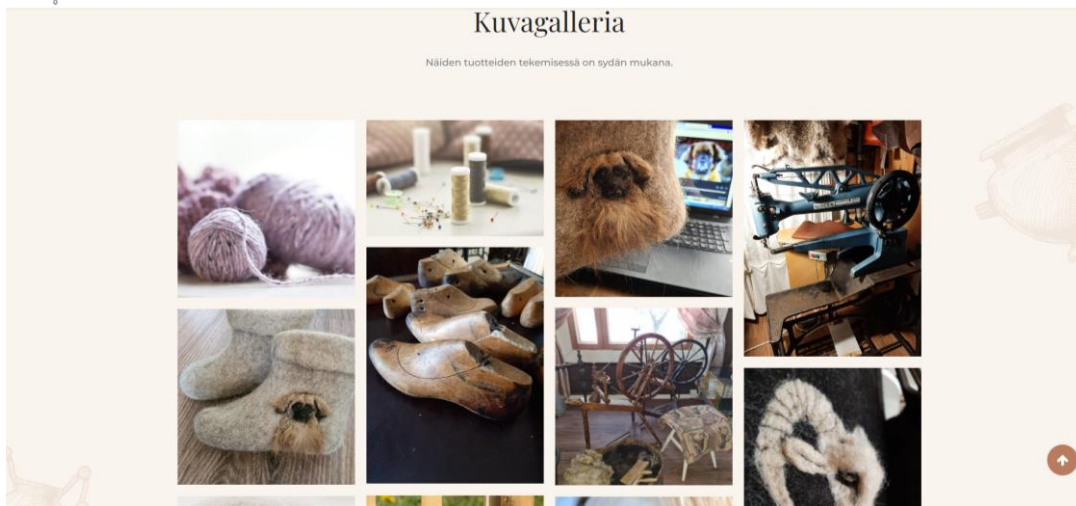 Kuvagalleria
Näiden tuotteiden tekemisessä on sydän mukana.